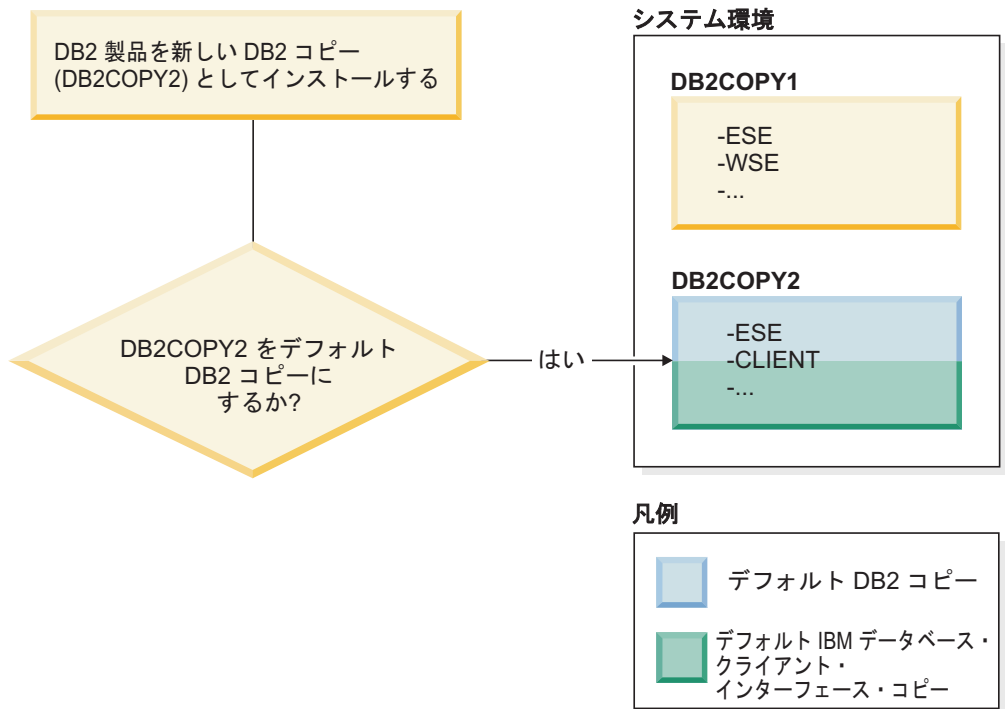 DB2 製品を新しい DB2 コピー
(DB2COPY2) としてインストールする
DB2COPY2 をデフォルト
DB2 コピーに
するか?
はい
システム環境
DB2COPY1
-ESE
-WSE
-...
DB2COPY2
-ESE
-CLIENT
-...
凡例
デフォルト DB2 コピー
デフォルト IBM データベース・
クライアント・
インターフェース・コピー